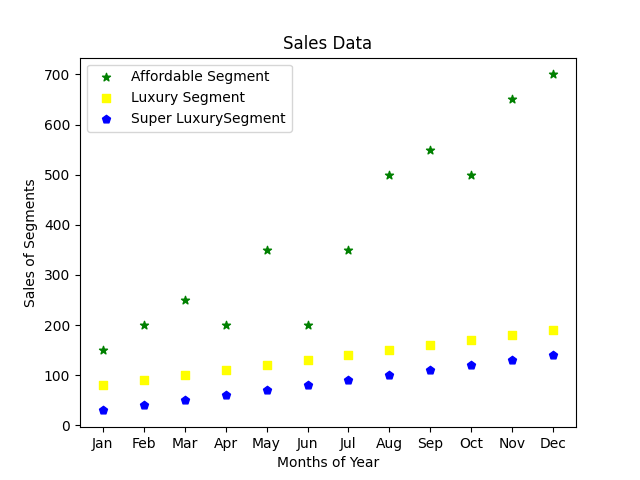 Sales Data
Affordable Segment
Luxury Segment
Super LuxurySegment
Sales of Segments
700
600
500
400
300
200
100
0
Jan Feb Mar Apr May Jun Jul Aug Sep Oct Nov Dec
Months of Year